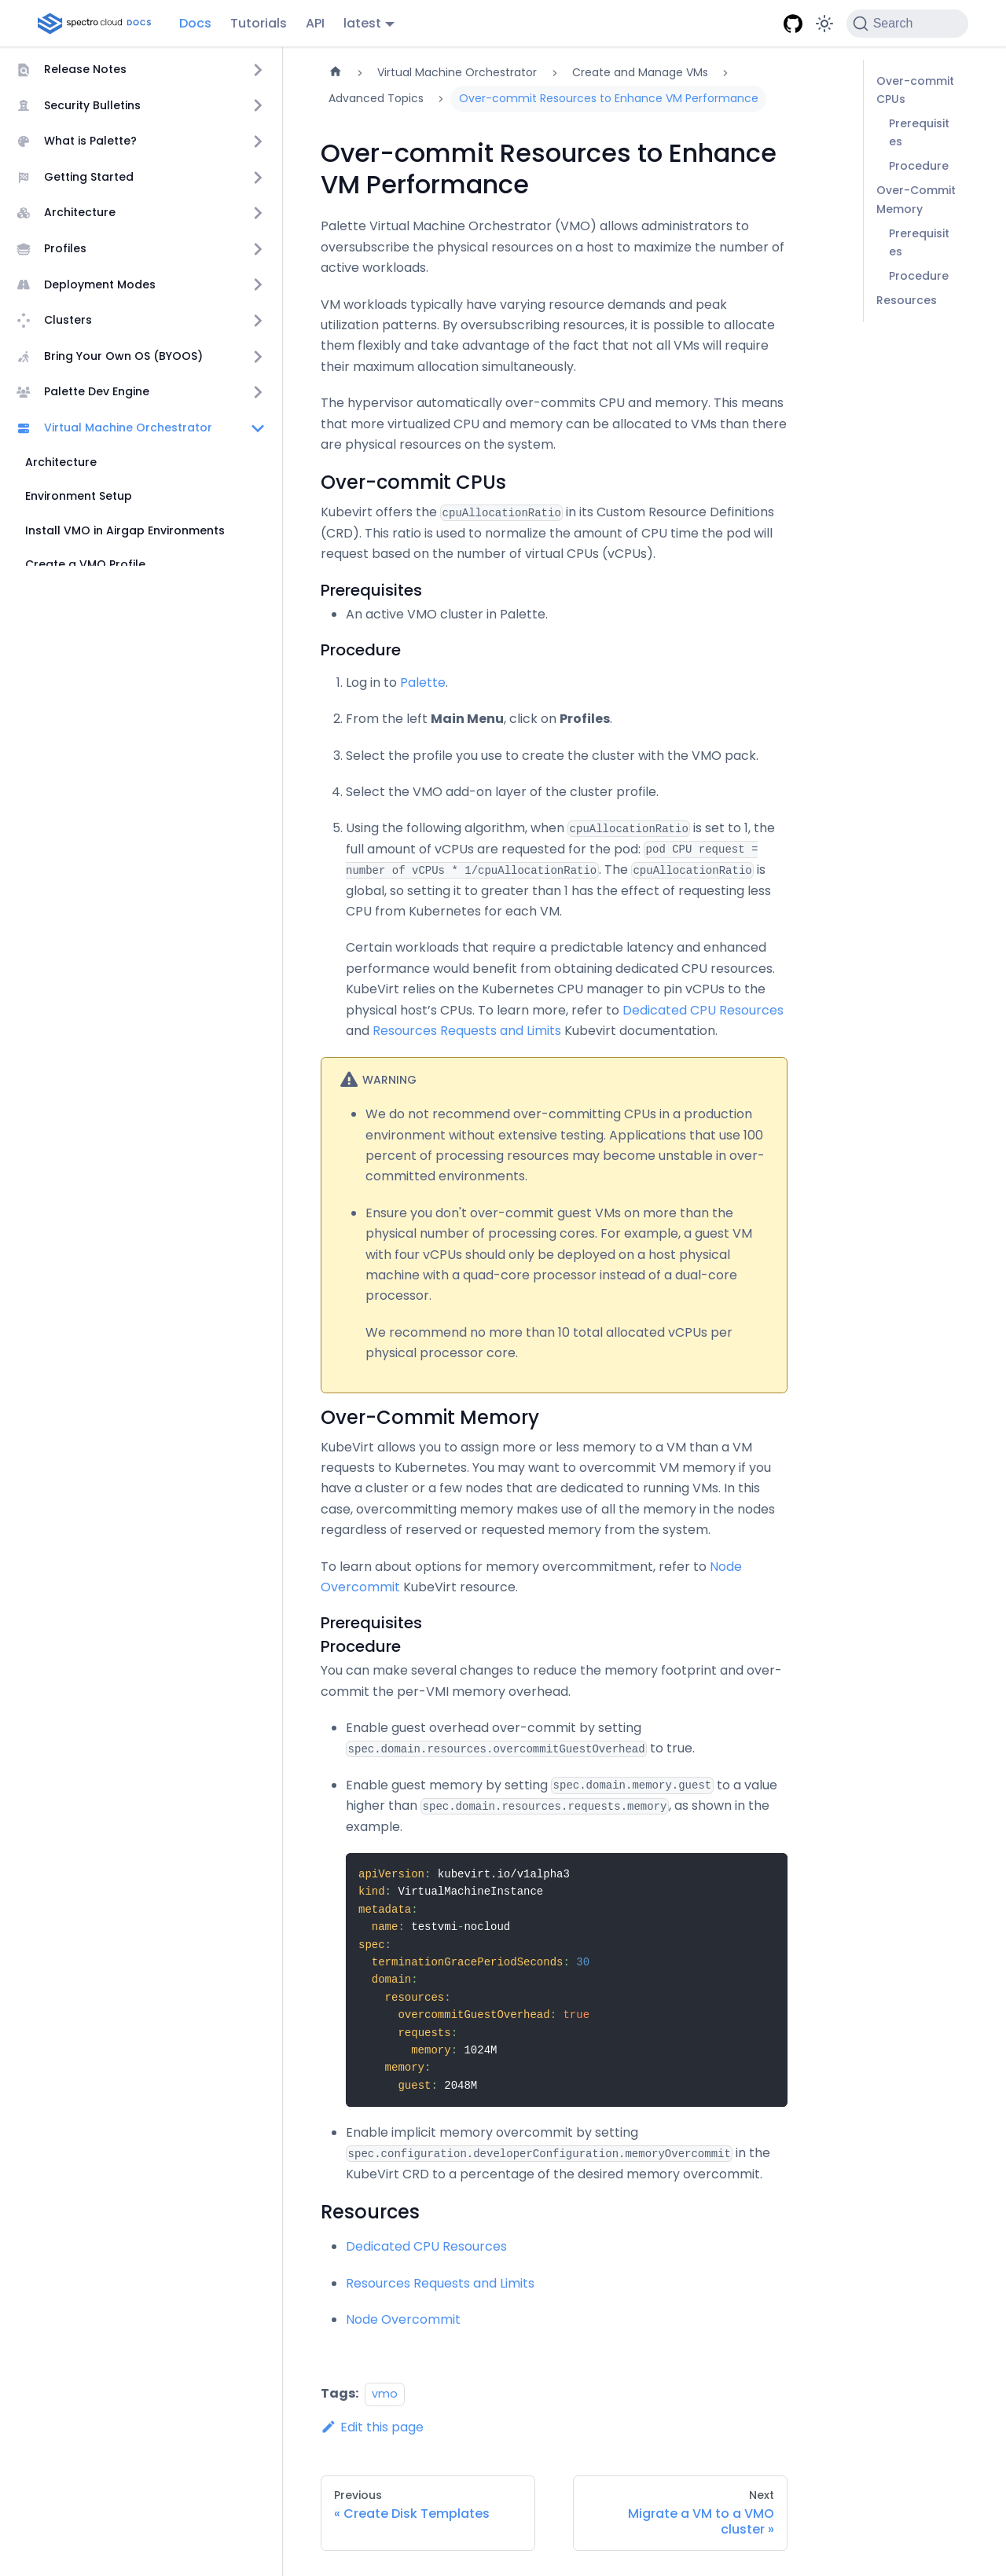 spectro cloud DOCS
Docs
Tutorials
API
latest
Search
Release Notes
Security Bulletins
What is Palette?
Getting Started
Architecture
Profiles
Deployment Modes
Clusters
Bring Your Own OS (BYOOS)
Palette Dev Engine
Virtual Machine Orchestrator
Architecture
Environment Setup
Install VMO in Airgap Environments
Create a VMO Profile
Virtual Machine Orchestrator > Create and Manage VMs >
Advanced Topics > Over-commit Resources to Enhance VM Performance
Over-commit Resources to Enhance
VM Performance
Palette Virtual Machine Orchestrator (VMO) allows administrators to
oversubscribe the physical resources on a host to maximize the number of
active workloads.
VM workloads typically have varying resource demands and peak
utilization patterns. By oversubscribing resources, it is possible to allocate
them flexibly and take advantage of the fact that not all VMs will require
their maximum allocation simultaneously.
The hypervisor automatically over-commits CPU and memory. This means
that more virtualized CPU and memory can be allocated to VMs than there
are physical resources on the system.
Over-commit CPUs
Kubevirt offers the cpuAllocationRatio in its Custom Resource Definitions
(CRD). This ratio is used to normalize the amount of CPU time the pod will
request based on the number of virtual CPUs (vCPUs).
Prerequisites
• An active VMO cluster in Palette.
Procedure
1. Log in to Palette.
2. From the left Main Menu, click on Profiles.
3. Select the profile you use to create the cluster with the VMO pack.
4. Select the VMO add-on layer of the cluster profile.
5. Using the following algorithm, when cpuAllocationRatio is set to 1, the
full amount of vCPUs are requested for the pod: pod CPU request =
number of vCPUs * 1/cpuAllocationRatio. The cpuAllocationRatio is
global, so setting it to greater than 1 has the effect of requesting less
CPU from Kubernetes for each VM.
Certain workloads that require a predictable latency and enhanced
performance would benefit from obtaining dedicated CPU resources.
KubeVirt relies on the Kubernetes CPU manager to pin vCPUs to the
physical host’s CPUs. To learn more, refer to Dedicated CPU Resources
and Resources Requests and Limits Kubevirt documentation.
WARNING
• We do not recommend over-committing CPUs in a production
environment without extensive testing. Applications that use 100
percent of processing resources may become unstable in over-
committed environments.
• Ensure you don't over-commit guest VMs on more than the
physical number of processing cores. For example, a guest VM
with four vCPUs should only be deployed on a host physical
machine with a quad-core processor instead of a dual-core
processor.
We recommend no more than 10 total allocated vCPUs per
physical processor core.
Over-Commit Memory
KubeVirt allows you to assign more or less memory to a VM than a VM
requests to Kubernetes. You may want to overcommit VM memory if you
have a cluster or a few nodes that are dedicated to running VMs. In this
case, overcommitting memory makes use of all the memory in the nodes
regardless of reserved or requested memory from the system.
To learn about options for memory overcommitment, refer to Node
Overcommit KubeVirt resource.
Prerequisites
Procedure
You can make several changes to reduce the memory footprint and over-
commit the per-VMI memory overhead.
• Enable guest overhead over-commit by setting
spec.domain.resources.overcommitGuestOverhead to true.
• Enable guest memory by setting spec.domain.memory.guest to a value
higher than spec.domain.resources.requests.memory, as shown in the
example.
apiVersion: kubevirt.io/v1alpha3
kind: VirtualMachineInstance
metadata:
  name: testvmi-nocloud
spec:
  terminationGracePeriodSeconds: 30
  domain:
    resources:
      overcommitGuestOverhead: true
      requests:
        memory: 1024M
    memory:
      guest: 2048M
• Enable implicit memory overcommit by setting
spec.configuration.developerConfiguration.memoryOvercommit in the
KubeVirt CRD to a percentage of the desired memory overcommit.
Resources
• Dedicated CPU Resources
• Resources Requests and Limits
• Node Overcommit
Tags: vmo
Edit this page
Previous
« Create Disk Templates
Next
Migrate a VM to a VMO
cluster »
Over-commit
CPUs
Prerequisit
es
Procedure
Over-Commit
Memory
Prerequisit
es
Procedure
Resources